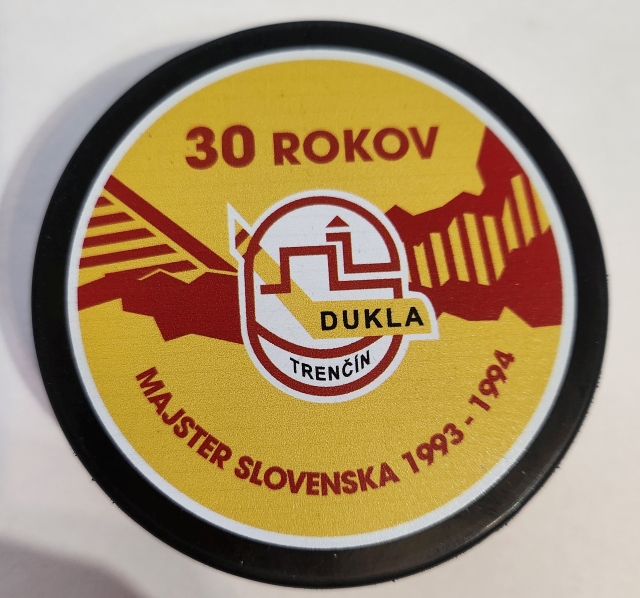 30 ROKOV
DUKLA
TRENČÍN
MAJSTER SLOVENSKA 1993 - 1994